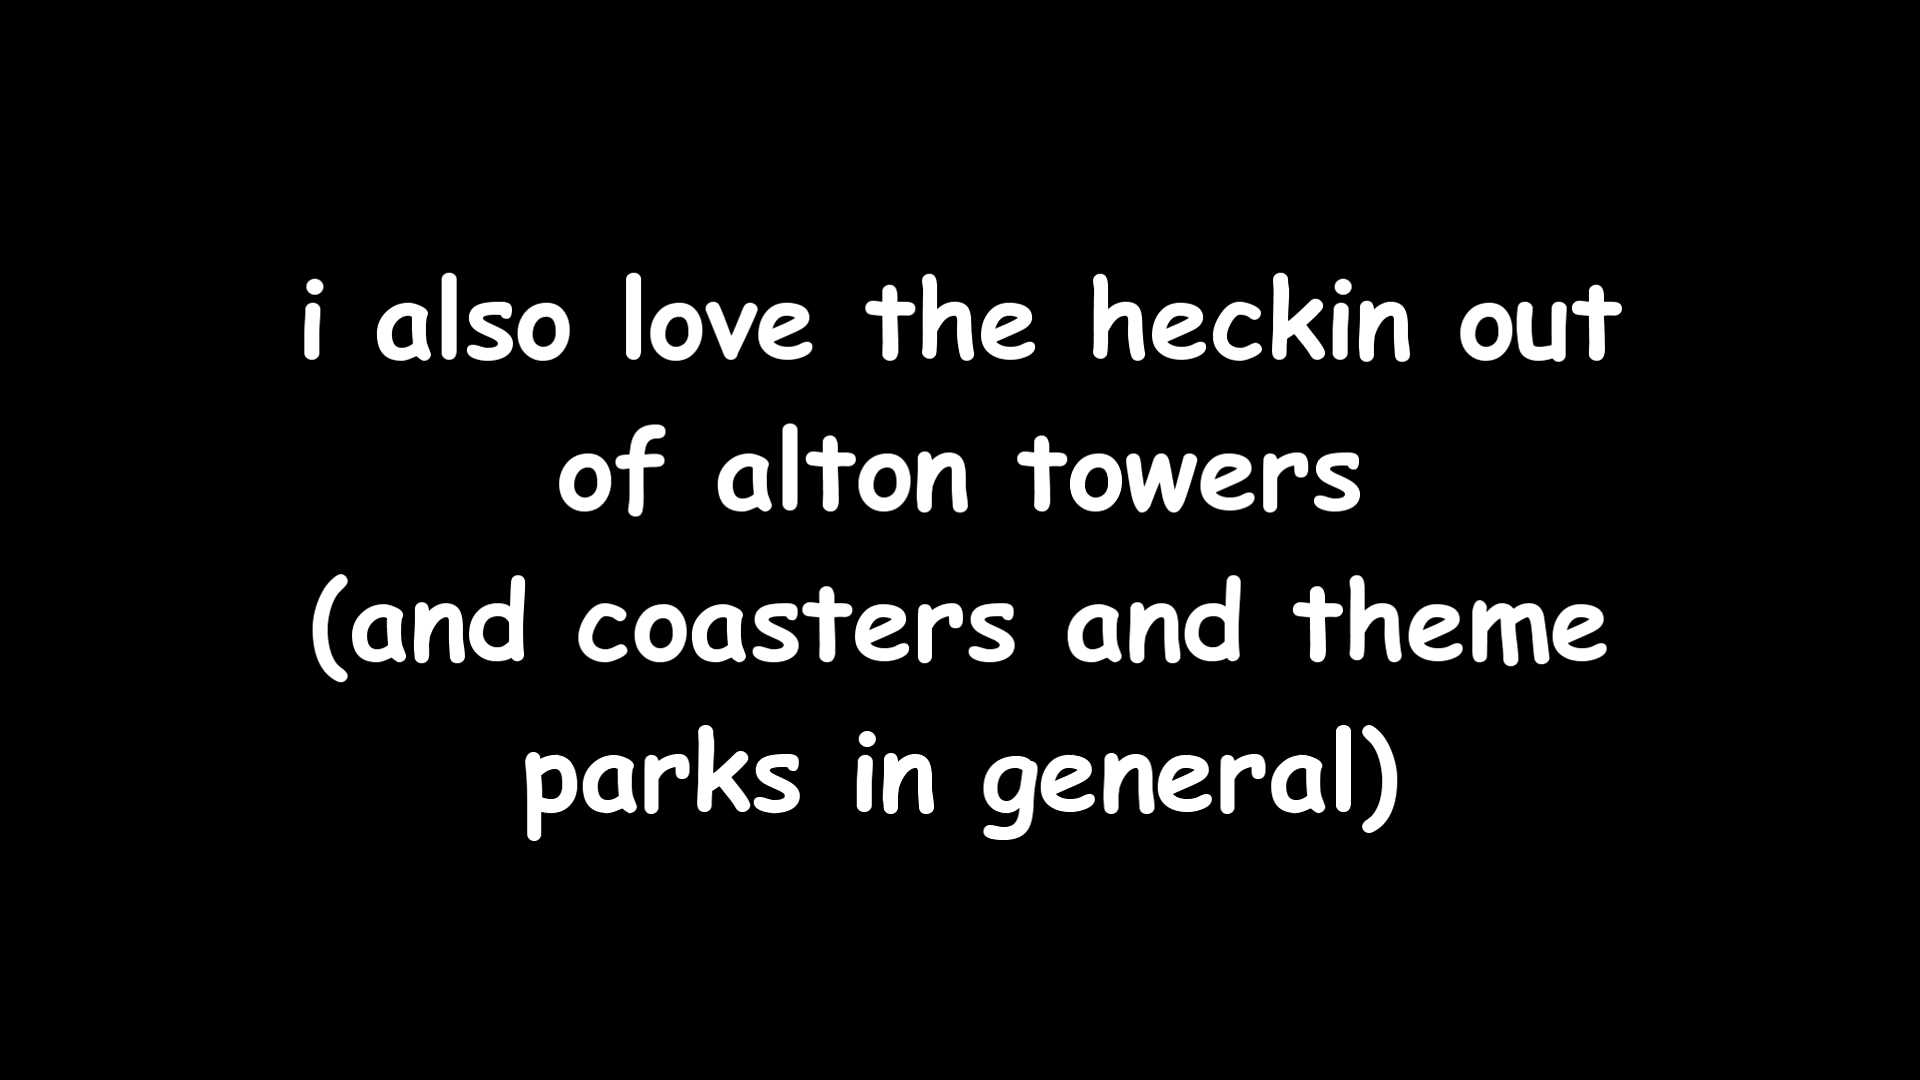 i also love the heckin out
of alton towers
(and coasters and theme
parks in general)